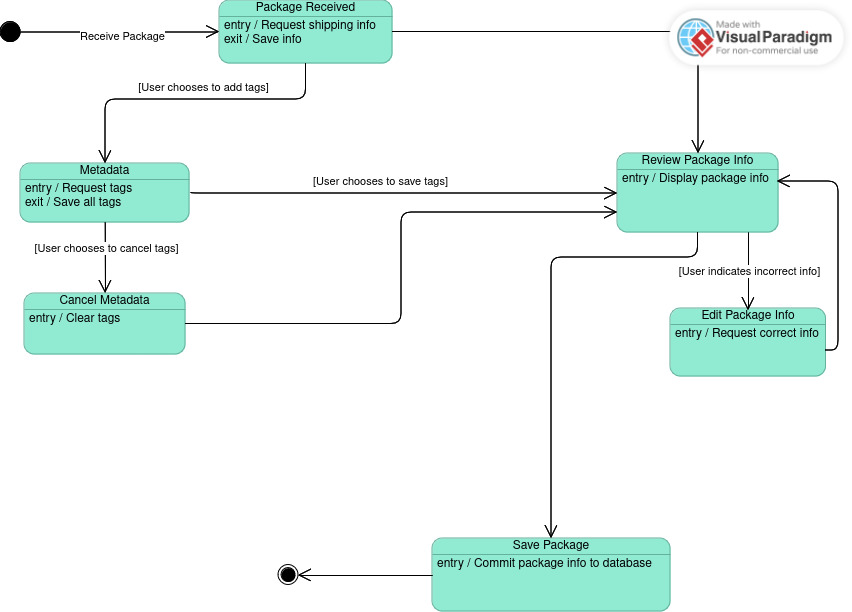 Package Received
entry / Request shipping info
exit / Save info
Receive Package
Made with
Visual Paradigm
For non-commercial use
[User chooses to add tags]
Metadata
entry / Request tags
exit / Save all tags
[User chooses to save tags]
Review Package Info
entry / Display package info
[User chooses to cancel tags]
[User indicates incorrect info]
Cancel Metadata
entry / Clear tags
Edit Package Info
entry / Request correct info
Save Package
entry / Commit package info to database